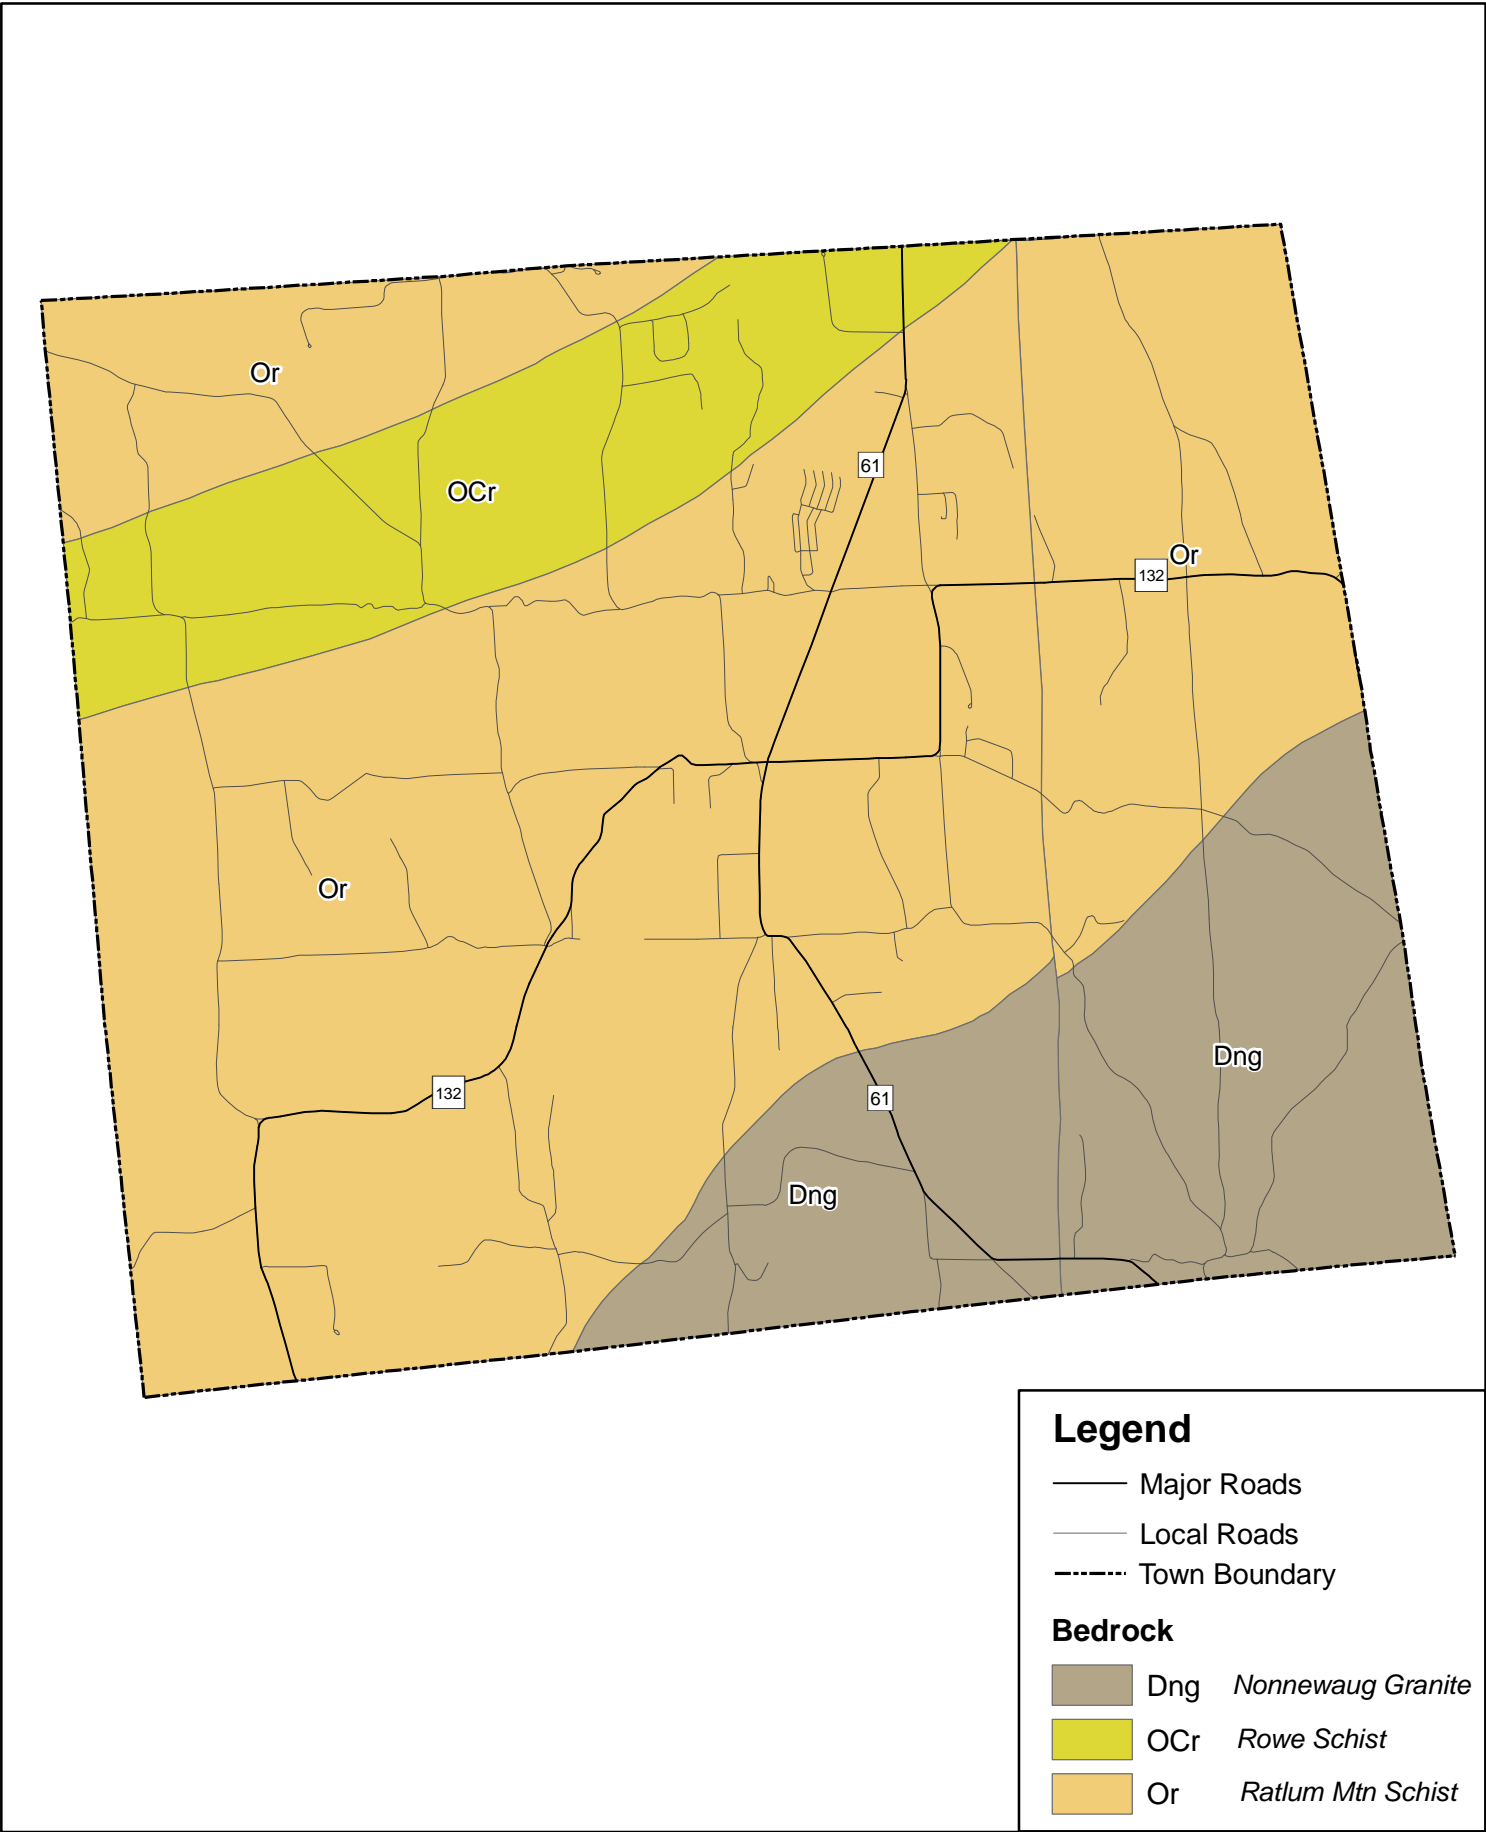 Or
61
OCr
Or
132
Or
Dng
132
61
Dng
Legend
Major Roads
Local Roads
Town Boundary
Bedrock
Dng Nonnewaug Granite
OCr Rowe Schist
Or Ratlum Mtn Schist